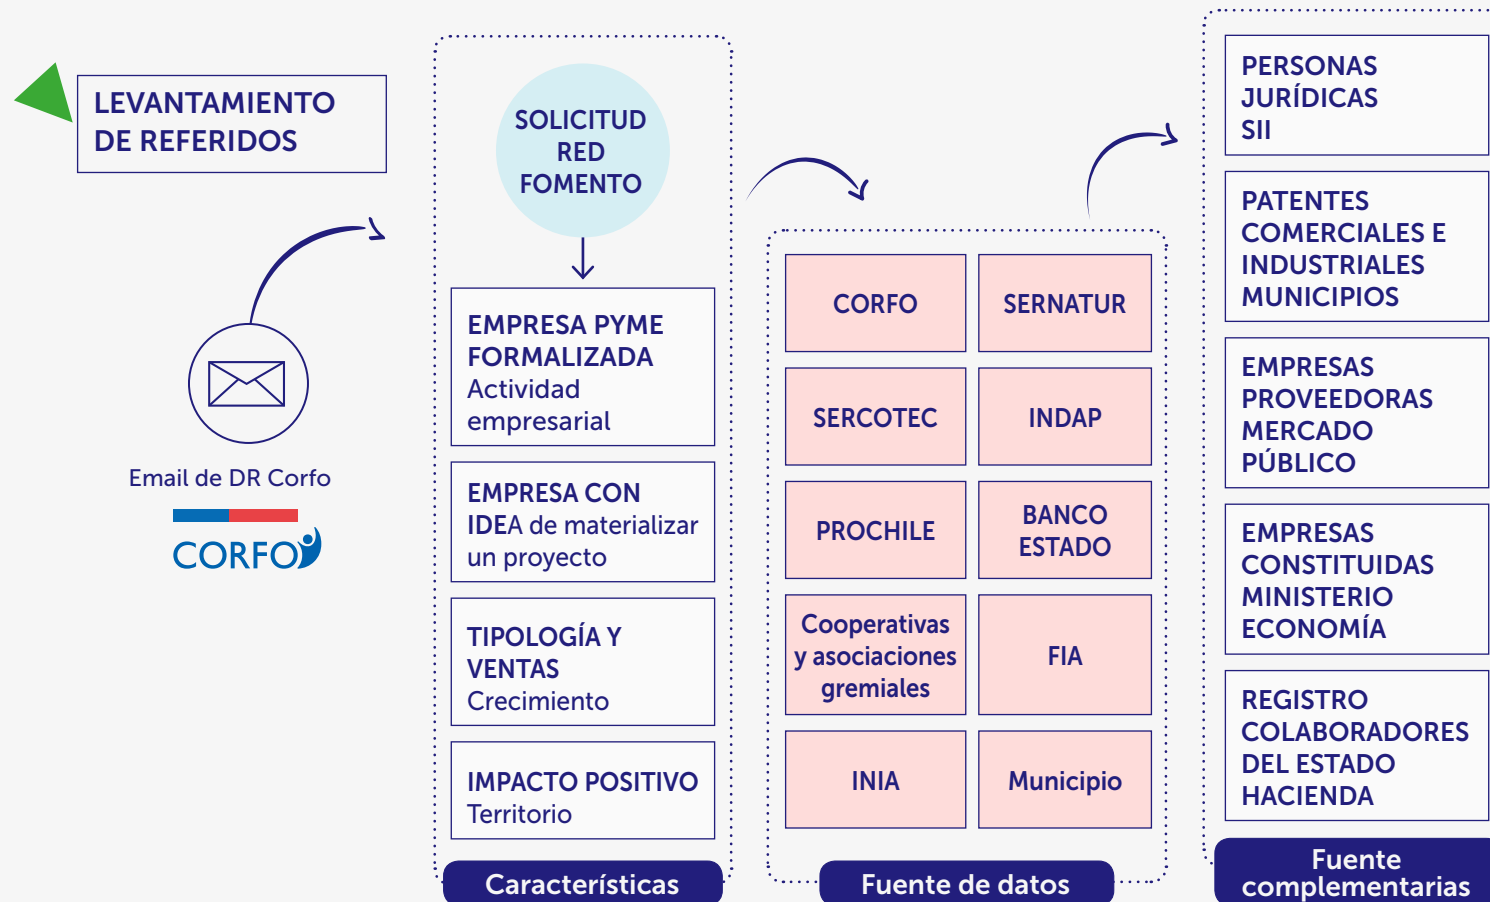 LEVANTAMIENTO
DE REFERIDOS
Email de DR Corfo
CORFO
SOLICITUD
RED
FOMENTO
EMPRESA PYME
FORMALIZADA
Actividad
empresarial
EMPRESA CON
IDEA de materializar
un proyecto
TIPOLOGÍA Y
VENTAS
Crecimiento
IMPACTO POSITIVO
Territorio
Características
CORFO
SERNATUR
SERCOTEC
INDAP
PROCHILE
BANCO
ESTADO
Cooperativas
y asociaciones
gremiales
FIA
INIA
Municipio
Fuente de datos
PERSONAS
JURÍDICAS
SII
PATENTES
COMERCIALES E
INDUSTRIALES
MUNICIPIOS
EMPRESAS
PROVEEDORAS
MERCADO
PÚBLICO
EMPRESAS
CONSTITUIDAS
MINISTERIO
ECONOMÍA
REGISTRO
COLABORADORES
DEL ESTADO
HACIENDA
Fuente
complementarias